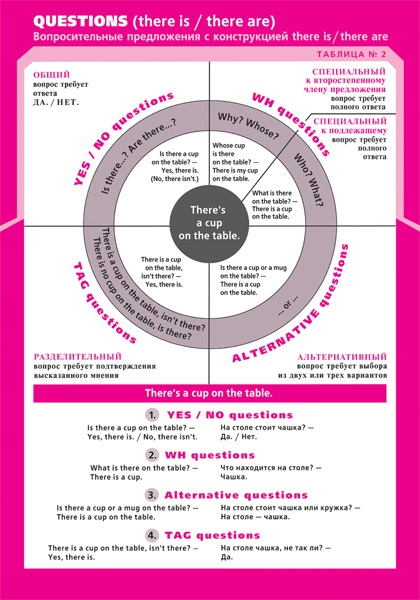 QUESTIONS (there is / there are)
Вопросительные предложения с конструкцией there is/there are
ТАБЛИЦА № 2
ОБЩИЙ
вопрос требует
ответа
ДА. / НЕТ.
СПЕЦИАЛЬНЫЙ
к второстепенному
члену предложения
вопрос требует
полного ответа
СПЕЦИАЛЬНЫЙ
к подлежащему
вопрос требует
полного
ответа
YES / NO questions
WH questions
Is there...? Are there...?
Why? Whose?
Who? What?
Is there a cup
on the table? —
Yes, there is.
(No, there isn't.)
Whose cup
is there
on the table? —
There is my cup
on the table.
What is there
on the table? —
There is a cup
on the table.
There's
a cup
on the table.
There is a cup
on the table,
isn't there? —
Yes, there is.
Is there a cup or a mug
on the table? —
There is a cup
on the table.
There is a cup on the table, isn't there?
There is no cup on the table, is there?
... or ...
TAG questions
ALTERNATIVE questions
РАЗДЕЛИТЕЛЬНЫЙ
вопрос требует подтверждения
высказанного мнения
АЛЬТЕРНАТИВНЫЙ
вопрос требует выбора
из двух или трех вариантов
There's a cup on the table.
1. YES / NO questions
Is there a cup on the table? —
Yes, there is. / No, there isn't.
На столе стоит чашка? —
Да. / Нет.
2. WH questions
What is there on the table? —
There is a cup.
Что находится на столе? —
Чашка.
3. Alternative questions
Is there a cup or a mug on the table? —
There is a cup on the table.
На столе стоит чашка или кружка? —
На столе — чашка.
4. TAG questions
There is a cup on the table, isn't there? —
Yes, there is.
На столе чашка, не так ли? —
Да.